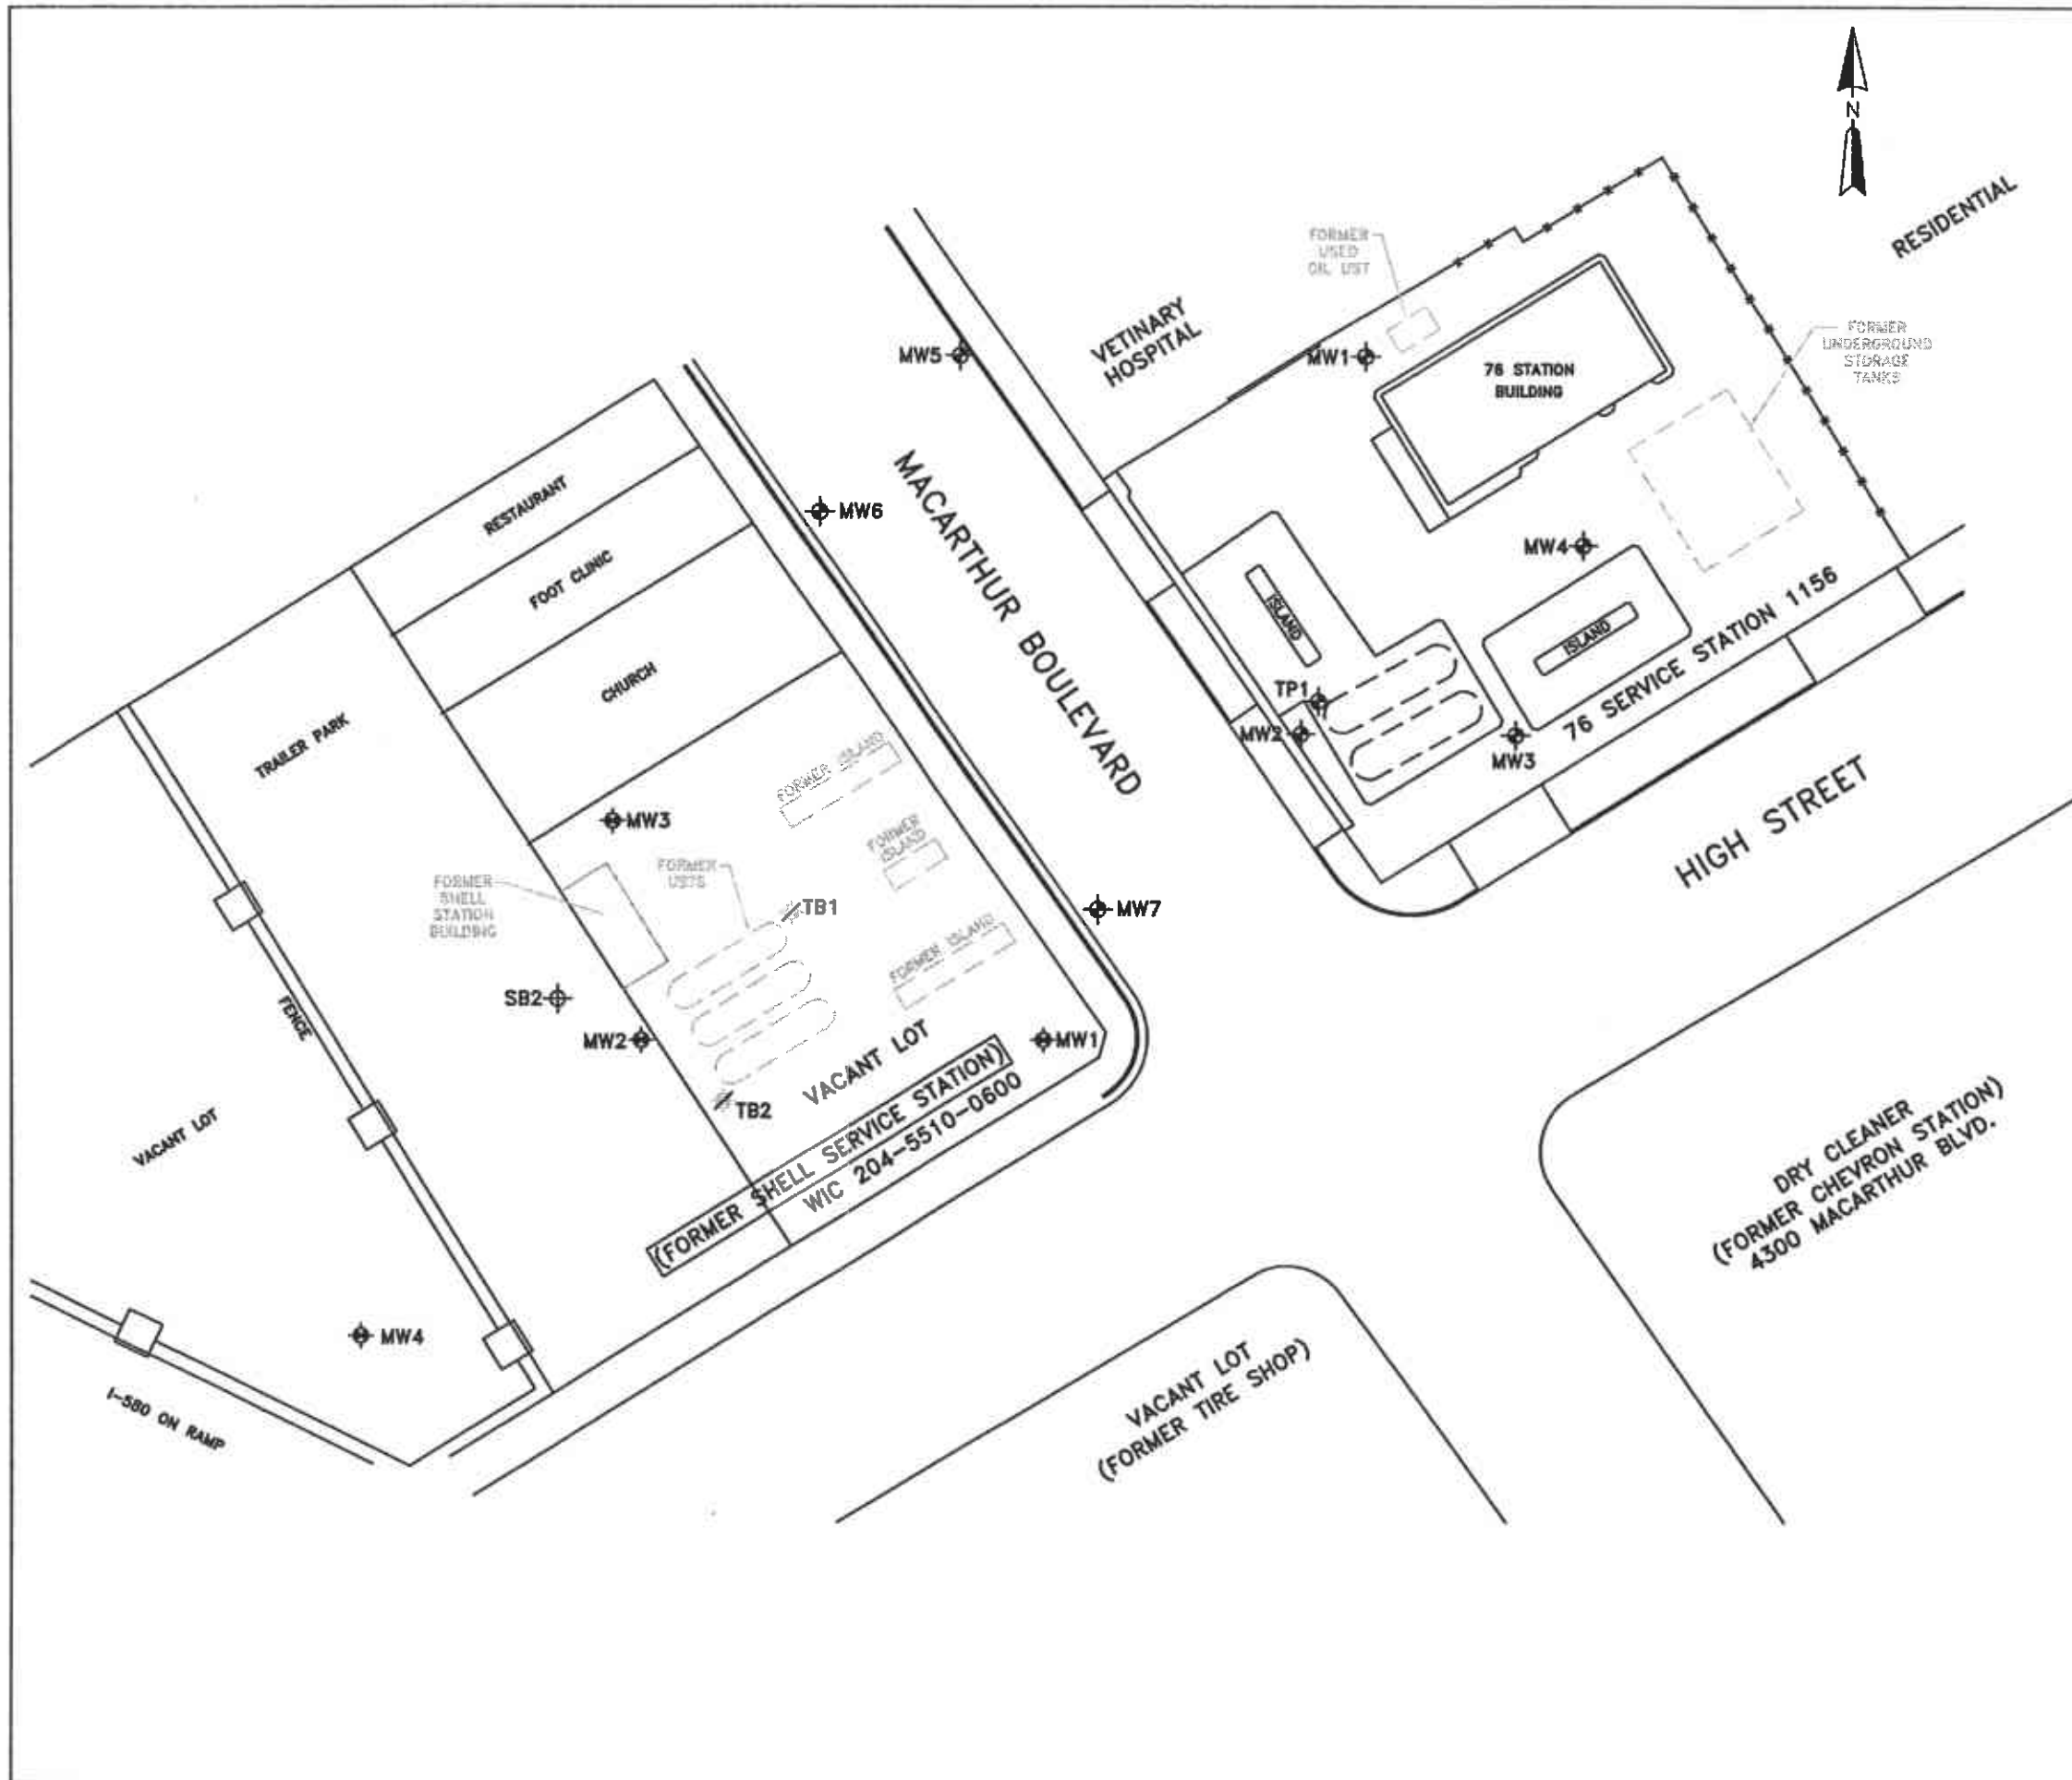 N
RESIDENTIAL
FORMER
USED
OIL UST
VETINARY
HOSPITAL
MW5
MW1
76 STATION
BUILDING
FORMER
UNDERGROUND
STORAGE
TANKS
RESTAURANT
MW6
MACARTHUR BOULEVARD
FOOT CLINIC
MW4
ISLAND
ISLAND
76 SERVICE STATION 1156
CHURCH
TP1
MW2
MW3
TRAILER PARK
FORMER ISLAND
HIGH STREET
MW3
FORMER
ISLAND
FORMER
USTS
FORMER
SHELL
STATION
BUILDING
TB1
MW7
FORMER ISLAND
SB2
FENCE
MW2
MW1
VACANT LOT
(FORMER SHELL SERVICE STATION)
WIC 204-5510-0600
TB2
VACANT LOT
DRY CLEANER
(FORMER CHEVRON STATION)
4300 MACARTHUR BLVD.
MW4
I-580 ON RAMP
VACANT LOT
(FORMER TIRE SHOP)